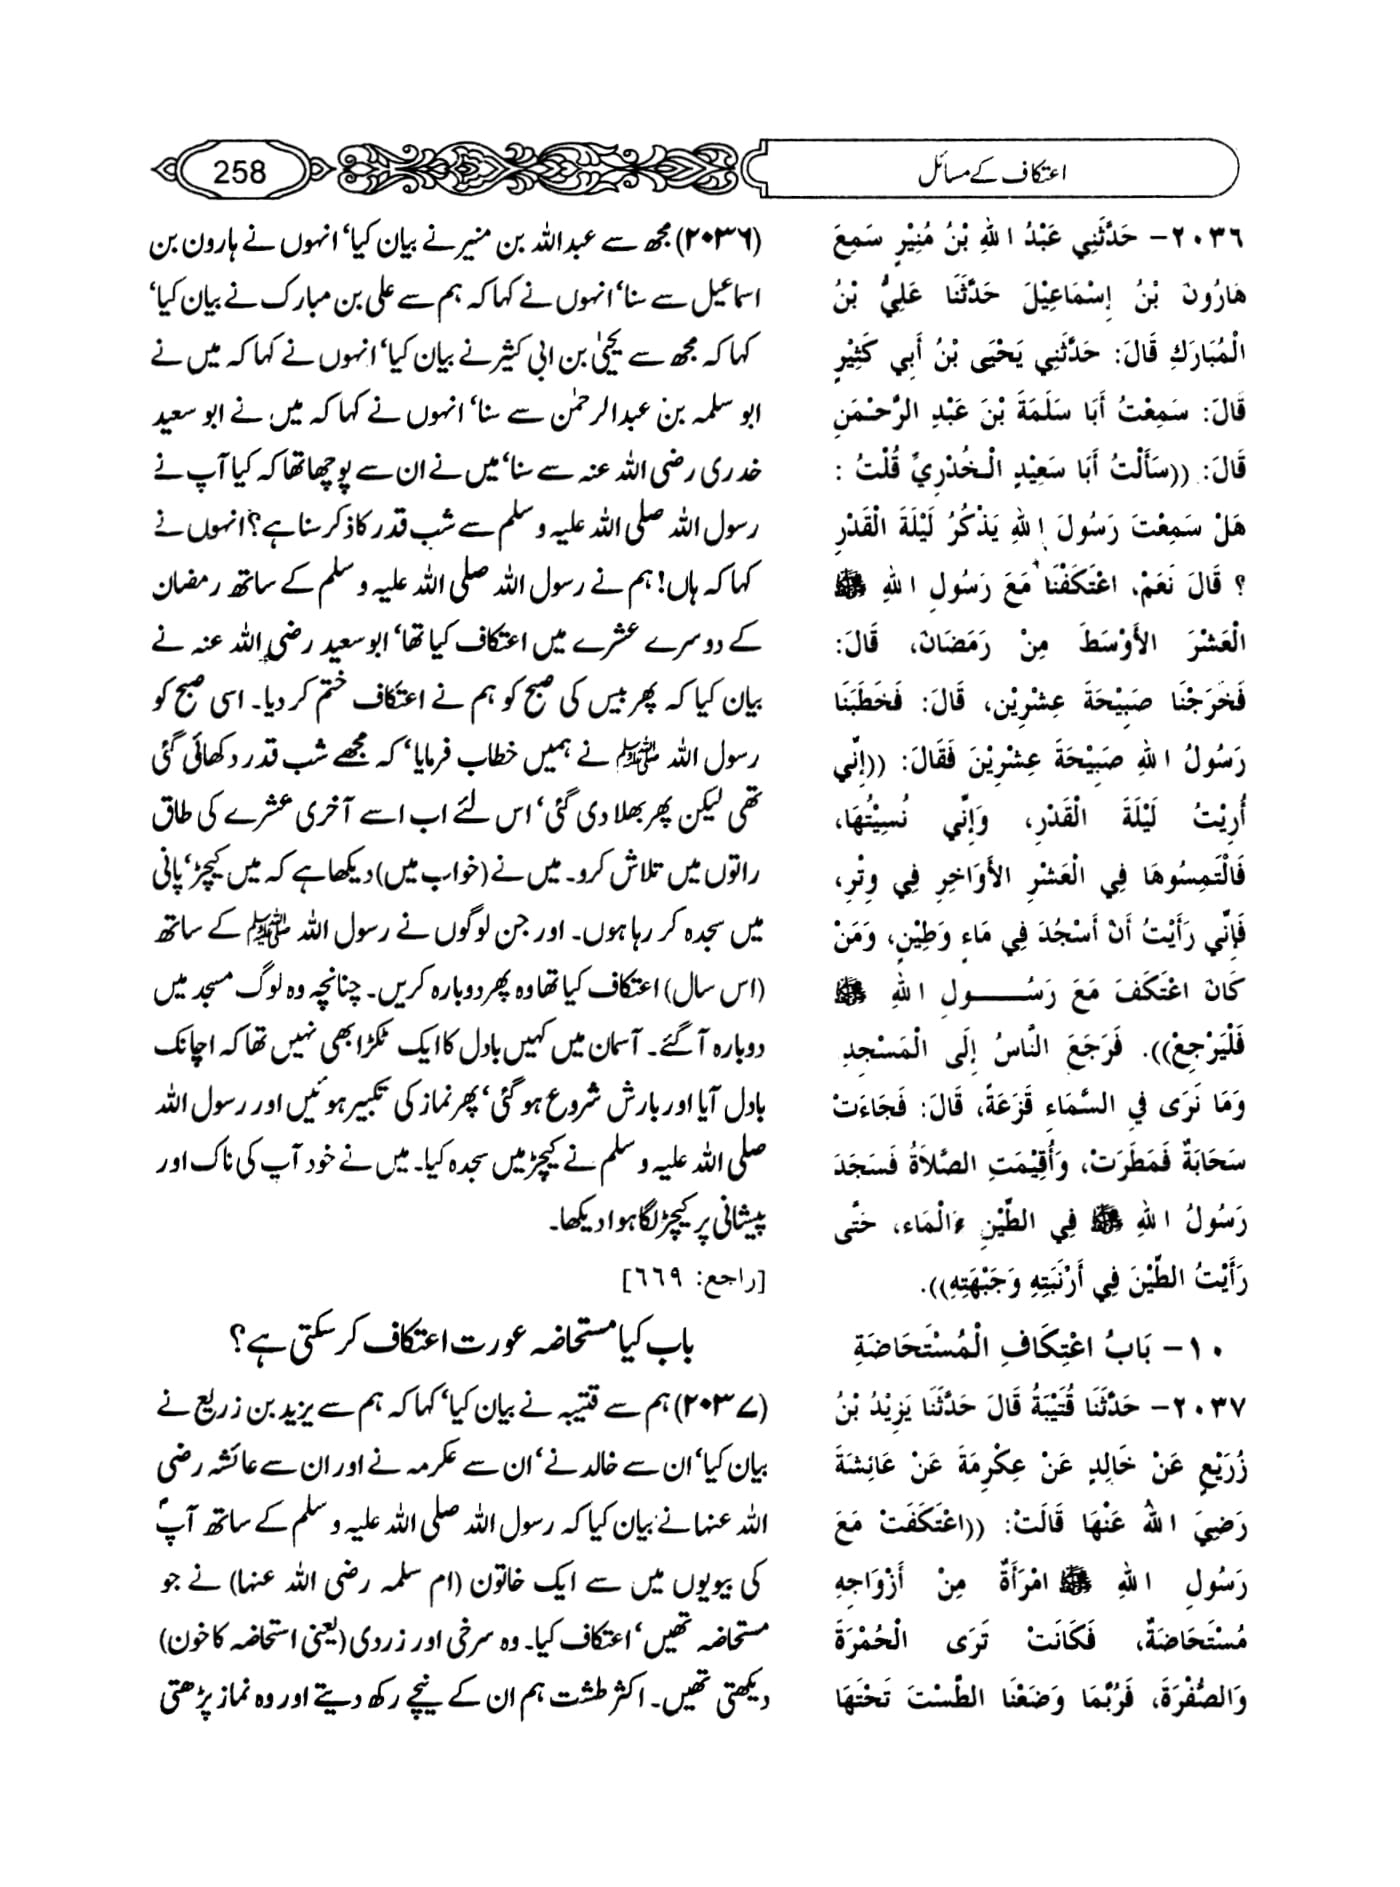 اعتکاف کے مسائل
258
٢٠٣٦- حَدَّثَنِي عَبْدُ اللهِ بْنُ مُنِيْرٍ سَمِعَ
هَارُونَ بْنُ إِسْمَاعِيْلَ حَدَّثَنَا عَلِيُّ بْنُ
الْمُبَارَكِ قَالَ: حَدَّثَنِي يَحْيَى بْنُ أَبِي كَثِيْرٍ
قَالَ: سَمِعْتُ أَبَا سَلَمَةَ بْنَ عَبْدِ الرَّحْمَنِ
قَالَ: ((سَأَلْتُ أَبَا سَعِيْدٍ الْخُدْرِيَّ قُلْتُ :
هَلْ سَمِعْتَ رَسُولَ اللهِ يَذْكُرُ لَيْلَةَ الْقَدْرِ
؟ قَالَ نَعَمْ، اعْتَكَفْنَا مَعَ رَسُولِ اللهِ ﷺ
الْعَشْرَ الأَوْسَطَ مِنْ رَمَضَانَ، قَالَ:
فَخَرَجْنَا صَبِيْحَةَ عِشْرِيْنَ، قَالَ: فَخَطَبَنَا
رَسُولُ اللهِ صَبِيْحَةَ عِشْرِيْنَ فَقَالَ: ((إِنِّي
أُرِيْتُ لَيْلَةَ الْقَدْرِ، وَإِنِّي نُسِيْتُهَا،
فَالْتَمِسُوهَا فِي الْعَشْرِ الأَوَاخِرِ فِي وِتْرٍ،
فَإِنِّي رَأَيْتُ أَنْ أَسْجُدَ فِي مَاءٍ وَطِيْنٍ، وَمَنْ
كَانَ اعْتَكَفَ مَعَ رَسُـــولِ اللهِ ﷺ
فَلْيَرْجِعْ)). فَرَجَعَ النَّاسُ إِلَى الْمَسْجِدِ
وَمَا نَرَى فِي السَّمَاءِ قَزَعَةً، قَالَ: فَجَاءَتْ
سَحَابَةٌ فَمَطَرَتْ، وَأُقِيْمَتِ الصَّلاَةُ فَسَجَدَ
رَسُولُ اللهِ ﷺ فِي الطِّيْنِ وَالْمَاءِ، حَتَّى
رَأَيْتُ الطِّيْنَ فِي أَرْنَبَتِهِ وَجَبْهَتِهِ)).
١٠- بَابُ اعْتِكَافِ الْمُسْتَحَاضَةِ
٢٠٣٧- حَدَّثَنَا قُتَيْبَةُ قَالَ حَدَّثَنَا يَزِيْدُ بْنُ
زُرَيْعٍ عَنْ خَالِدٍ عَنْ عِكْرِمَةَ عَنْ عَائِشَةَ
رَضِيَ اللهُ عَنْهَا قَالَتْ: ((اعْتَكَفَتْ مَعَ
رَسُولِ اللهِ ﷺ امْرَأَةٌ مِنْ أَزْوَاجِهِ
مُسْتَحَاضَةٌ، فَكَانَتْ تَرَى الْحُمْرَةَ
وَالصُّفْرَةَ، فَرُبَّمَا وَضَعْنَا الطَّسْتَ تَحْتَهَا
(۲۰۳۶) مجھ سے عبداللہ بن منیر نے بیان کیا‘ انہوں نے ہارون بن
اسماعیل سے سنا‘ انہوں نے کہا کہ ہم سے علی بن مبارک نے بیان کیا‘
کہا کہ مجھ سے یحییٰ بن ابی کثیر نے بیان کیا‘ انہوں نے کہا کہ میں نے
ابو سلمہ بن عبدالرحمٰن سے سنا‘ انہوں نے کہا کہ میں نے ابو سعید
خدری رضی اللہ عنہ سے سنا‘ میں نے ان سے پوچھا تھا کہ کیا آپ نے
رسول اللہ صلی اللہ علیہ و سلم سے شب قدر کا ذکر سنا ہے؟ انہوں نے
کہا کہ ہاں! ہم نے رسول اللہ صلی اللہ علیہ و سلم کے ساتھ رمضان
کے دوسرے عشرے میں اعتکاف کیا تھا‘ ابو سعید رضی اللہ عنہ نے
بیان کیا کہ پھر بیس کی صبح کو ہم نے اعتکاف ختم کر دیا۔ اسی صبح کو
رسول اللہ ﷺ نے ہمیں خطاب فرمایا‘ کہ مجھے شب قدر دکھائی گئی
تھی لیکن پھر بھلا دی گئی‘ اس لئے اب اسے آخری عشرے کی طاق
راتوں میں تلاش کرو۔ میں نے (خواب میں) دیکھا ہے کہ میں کیچڑ‘ پانی
میں سجدہ کر رہا ہوں۔ اور جن لوگوں نے رسول اللہ ﷺ کے ساتھ
(اس سال) اعتکاف کیا تھا وہ پھر دوبارہ کریں۔ چنانچہ وہ لوگ مسجد میں
دوبارہ آ گئے۔ آسمان میں کہیں بادل کا ایک ٹکڑا بھی نہیں تھا کہ اچانک
بادل آیا اور بارش شروع ہو گئی‘ پھر نماز کی تکبیر ہوئیں اور رسول اللہ
صلی اللہ علیہ و سلم نے کیچڑ میں سجدہ کیا۔ میں نے خود آپ کی ناک اور
پیشانی پر کیچڑ لگا ہوا دیکھا۔
[راجع: ٦٦٩]
باب کیا مستحاضہ عورت اعتکاف کر سکتی ہے؟
(۲۰۳۷) ہم سے قتیبہ نے بیان کیا‘ کہا کہ ہم سے یزید بن زریع نے
بیان کیا‘ ان سے خالد نے‘ ان سے عکرمہ نے اور ان سے عائشہ رضی
اللہ عنہا نے بیان کیا کہ رسول اللہ صلی اللہ علیہ و سلم کے ساتھ آپؐ
کی بیویوں میں سے ایک خاتون (ام سلمہ رضی اللہ عنہا) نے جو
مستحاضہ تھیں‘ اعتکاف کیا۔ وہ سرخی اور زردی (یعنی استحاضہ کا خون)
دیکھتی تھیں۔ اکثر طشت ہم ان کے نیچے رکھ دیتے اور وہ نماز پڑھتی